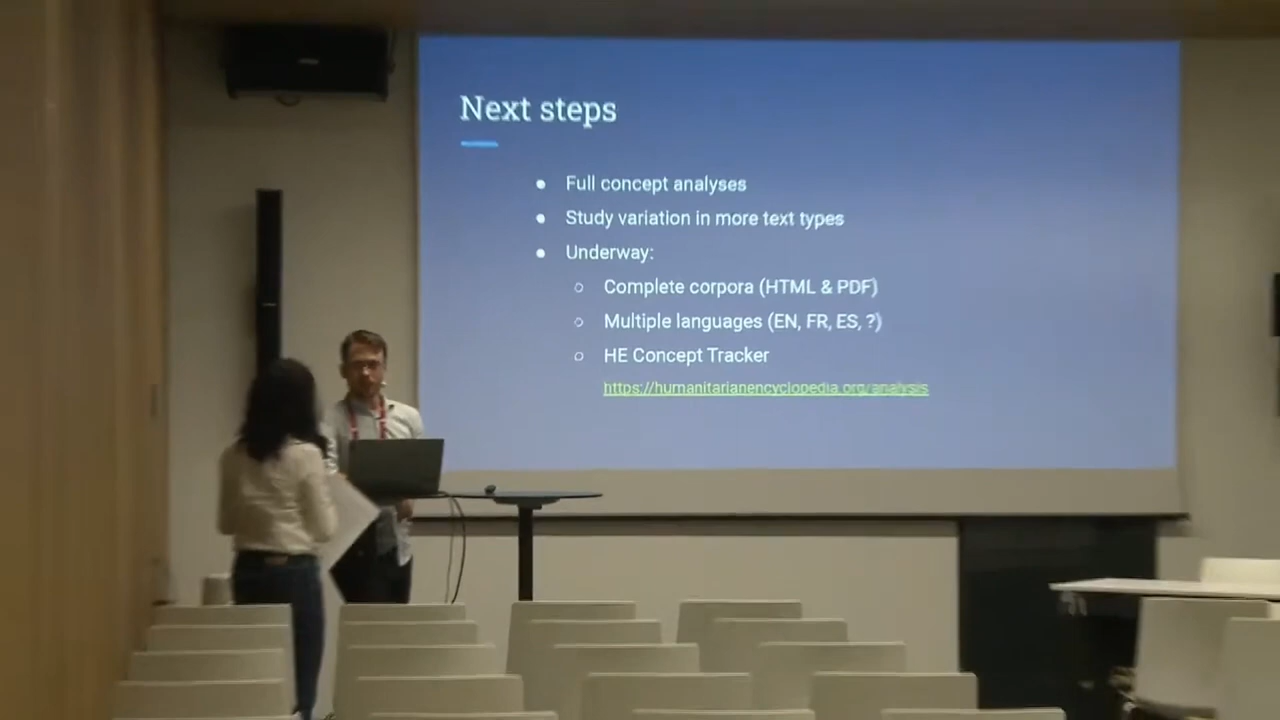 Next steps
● Full concept analyses
● Study variation in more text types
● Underway:
○ Complete corpora (HTML & PDF)
○ Multiple languages (EN, FR, ES, ?)
○ HE Concept Tracker
https://humanitarianencyclopedia.org/analysis